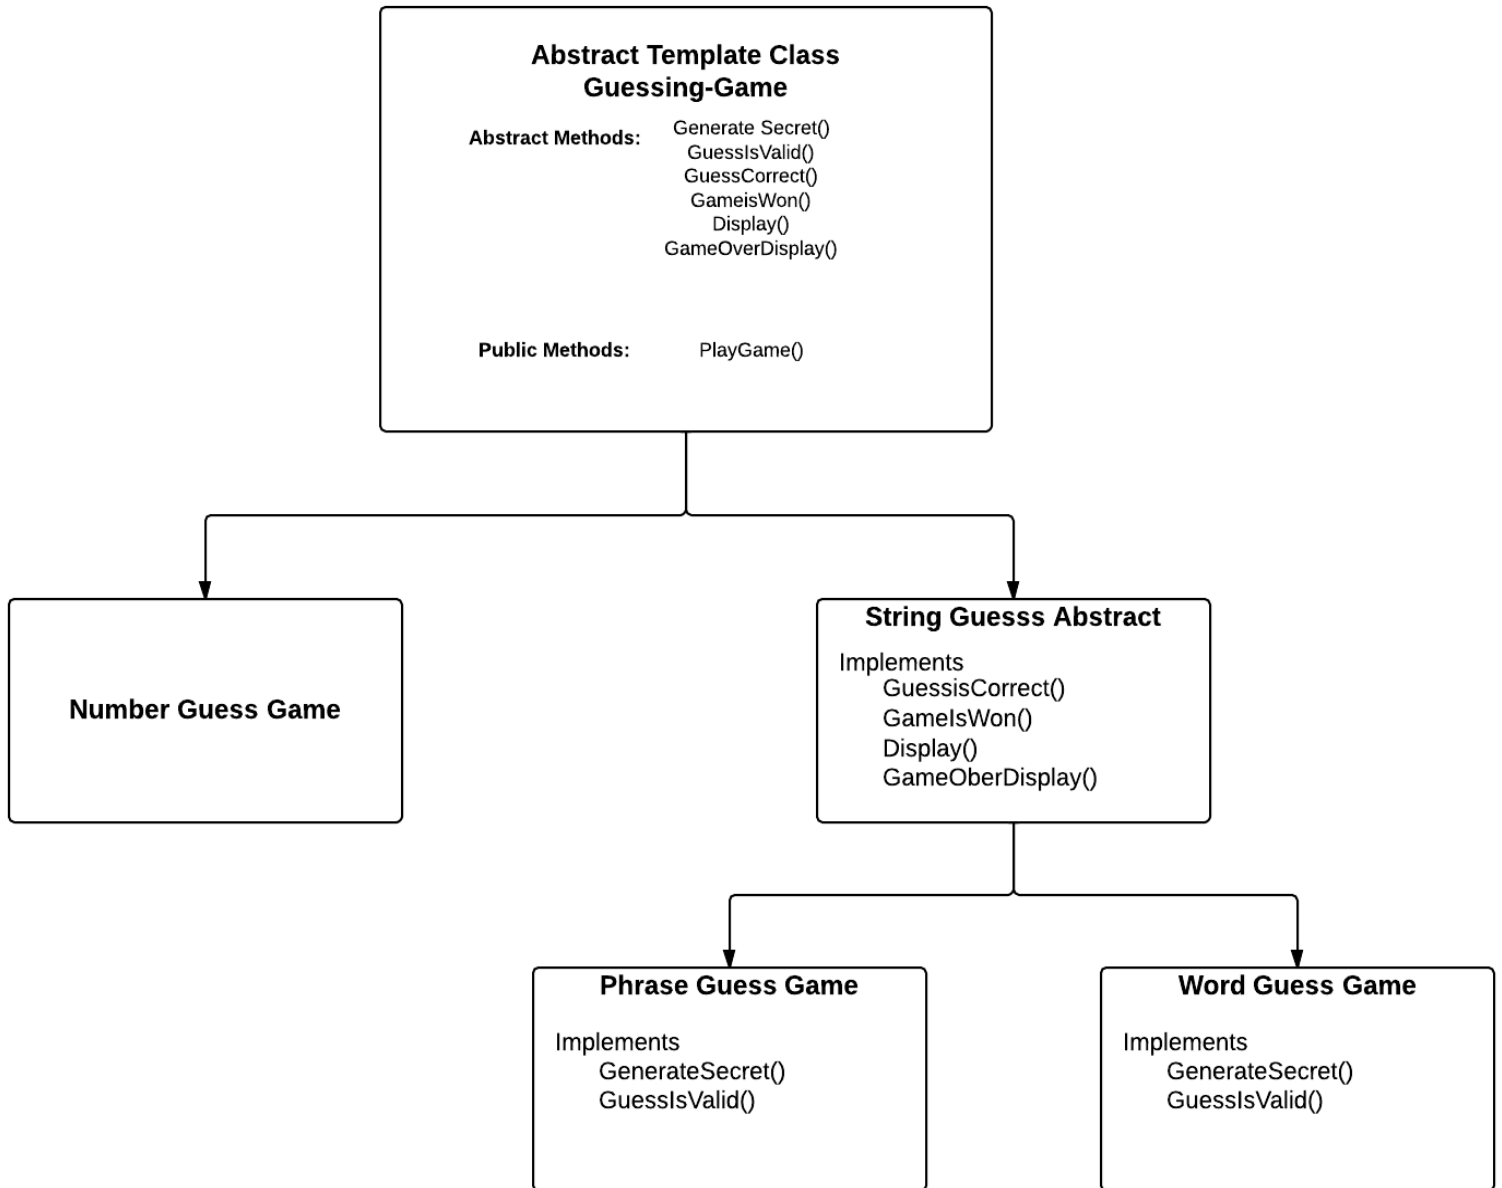 Abstract Template Class
Guessing-Game
Abstract Methods:
Generate Secret()
GuessIsValid()
GuessCorrect()
GameisWon()
Display()
GameOverDisplay()
Public Methods:
PlayGame()
Number Guess Game
String Guesss Abstract
Implements
GuessisCorrect()
GameIsWon()
Display()
GameOberDisplay()
Phrase Guess Game
Implements
GenerateSecret()
GuessIsValid()
Word Guess Game
Implements
GenerateSecret()
GuessIsValid()